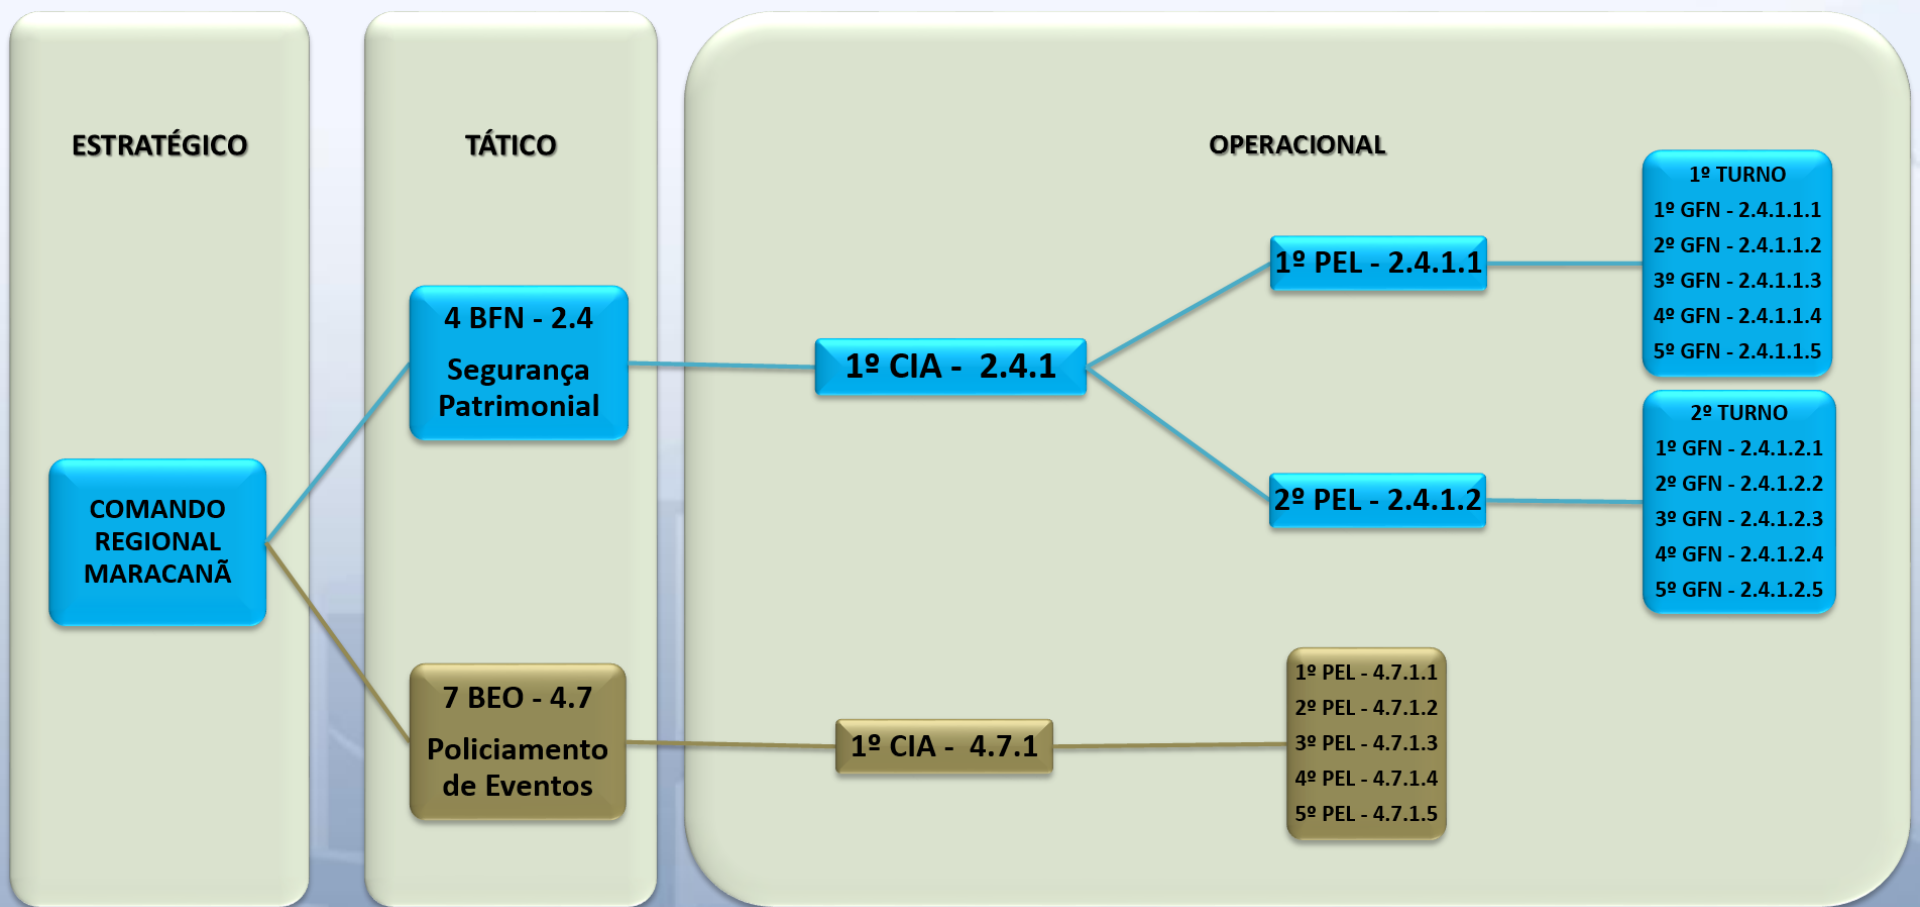 ESTRATÉGICO
TÁTICO
OPERACIONAL
COMANDO
REGIONAL
MARACANÃ
4 BFN - 2.4
Segurança
Patrimonial
7 BEO - 4.7
Policiamento
de Eventos
1º CIA -  2.4.1
1º PEL - 2.4.1.1
2º PEL - 2.4.1.2
1º TURNO
1º GFN - 2.4.1.1.1
2º GFN - 2.4.1.1.2
3º GFN - 2.4.1.1.3
4º GFN - 2.4.1.1.4
5º GFN - 2.4.1.1.5
2º TURNO
1º GFN - 2.4.1.2.1
2º GFN - 2.4.1.2.2
3º GFN - 2.4.1.2.3
4º GFN - 2.4.1.2.4
5º GFN - 2.4.1.2.5
1º CIA -  4.7.1
1º PEL - 4.7.1.1
2º PEL - 4.7.1.2
3º PEL - 4.7.1.3
4º PEL - 4.7.1.4
5º PEL - 4.7.1.5